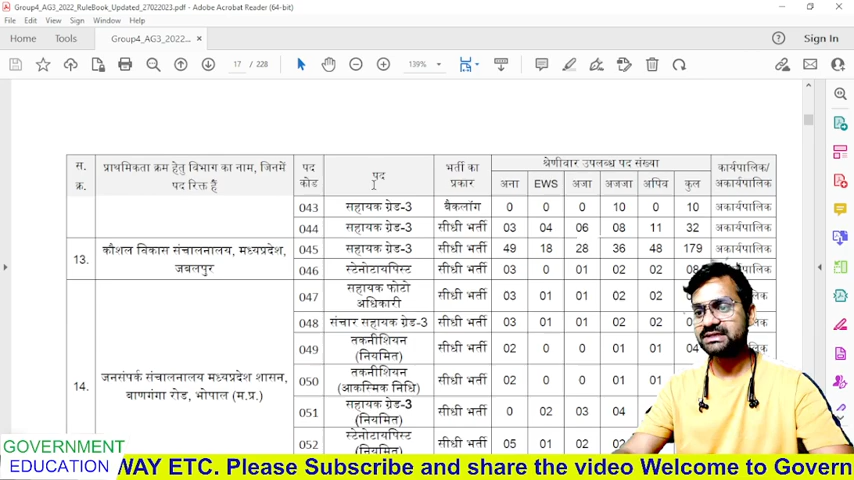 Group4_AG3_2022_RuleBook_Updated_27022023.pdf - Adobe Acrobat Reader (64-bit)
File Edit View Sign Window Help
Home Tools Group4_AG3_2022... × Sign In
17 / 228 139%
स. क्र. प्राथमिकता क्रम हेतु विभाग का नाम, जिनमें पद रिक्त हैं पद कोड पद भर्ती का प्रकार श्रेणीवार उपलब्ध पद संख्या कार्यपालिक/ अकार्यपालिक
अना EWS अजा अजजा अपिव कुल
043 सहायक ग्रेड-3 बैकलॉग 0 0 0 10 0 10 अकार्यपालिक
044 सहायक ग्रेड-3 सीधी भर्ती 03 04 06 08 11 32 अकार्यपालिक
13. कौशल विकास संचालनालय, मध्यप्रदेश, जबलपुर 045 सहायक ग्रेड-3 सीधी भर्ती 49 18 28 36 48 179 अकार्यपालिक
046 स्टेनोटायपिस्ट सीधी भर्ती 03 0 01 02 02 08
14. जनसंपर्क संचालनालय मध्यप्रदेश शासन, बाणगंगा रोड, भोपाल (म.प्र.)
047 सहायक फोटो अधिकारी सीधी भर्ती 03 01 01 02 02
048 संचार सहायक ग्रेड-3 सीधी भर्ती 03 01 01 02 02
049 तकनीशियन (नियमित) सीधी भर्ती 02 0 0 01 01 04
050 तकनीशियन (आकस्मिक निधि) सीधी भर्ती 02 0 0 01 01
051 सहायक ग्रेड-3 (नियमित) सीधी भर्ती 0 02 03 04
052 स्टेनोटायपिस्ट (नियमित) सीधी भर्ती 05 01 02 02
GOVERNMENT
EDUCATION
WAY ETC. Please Subscribe and share the video Welcome to Govern